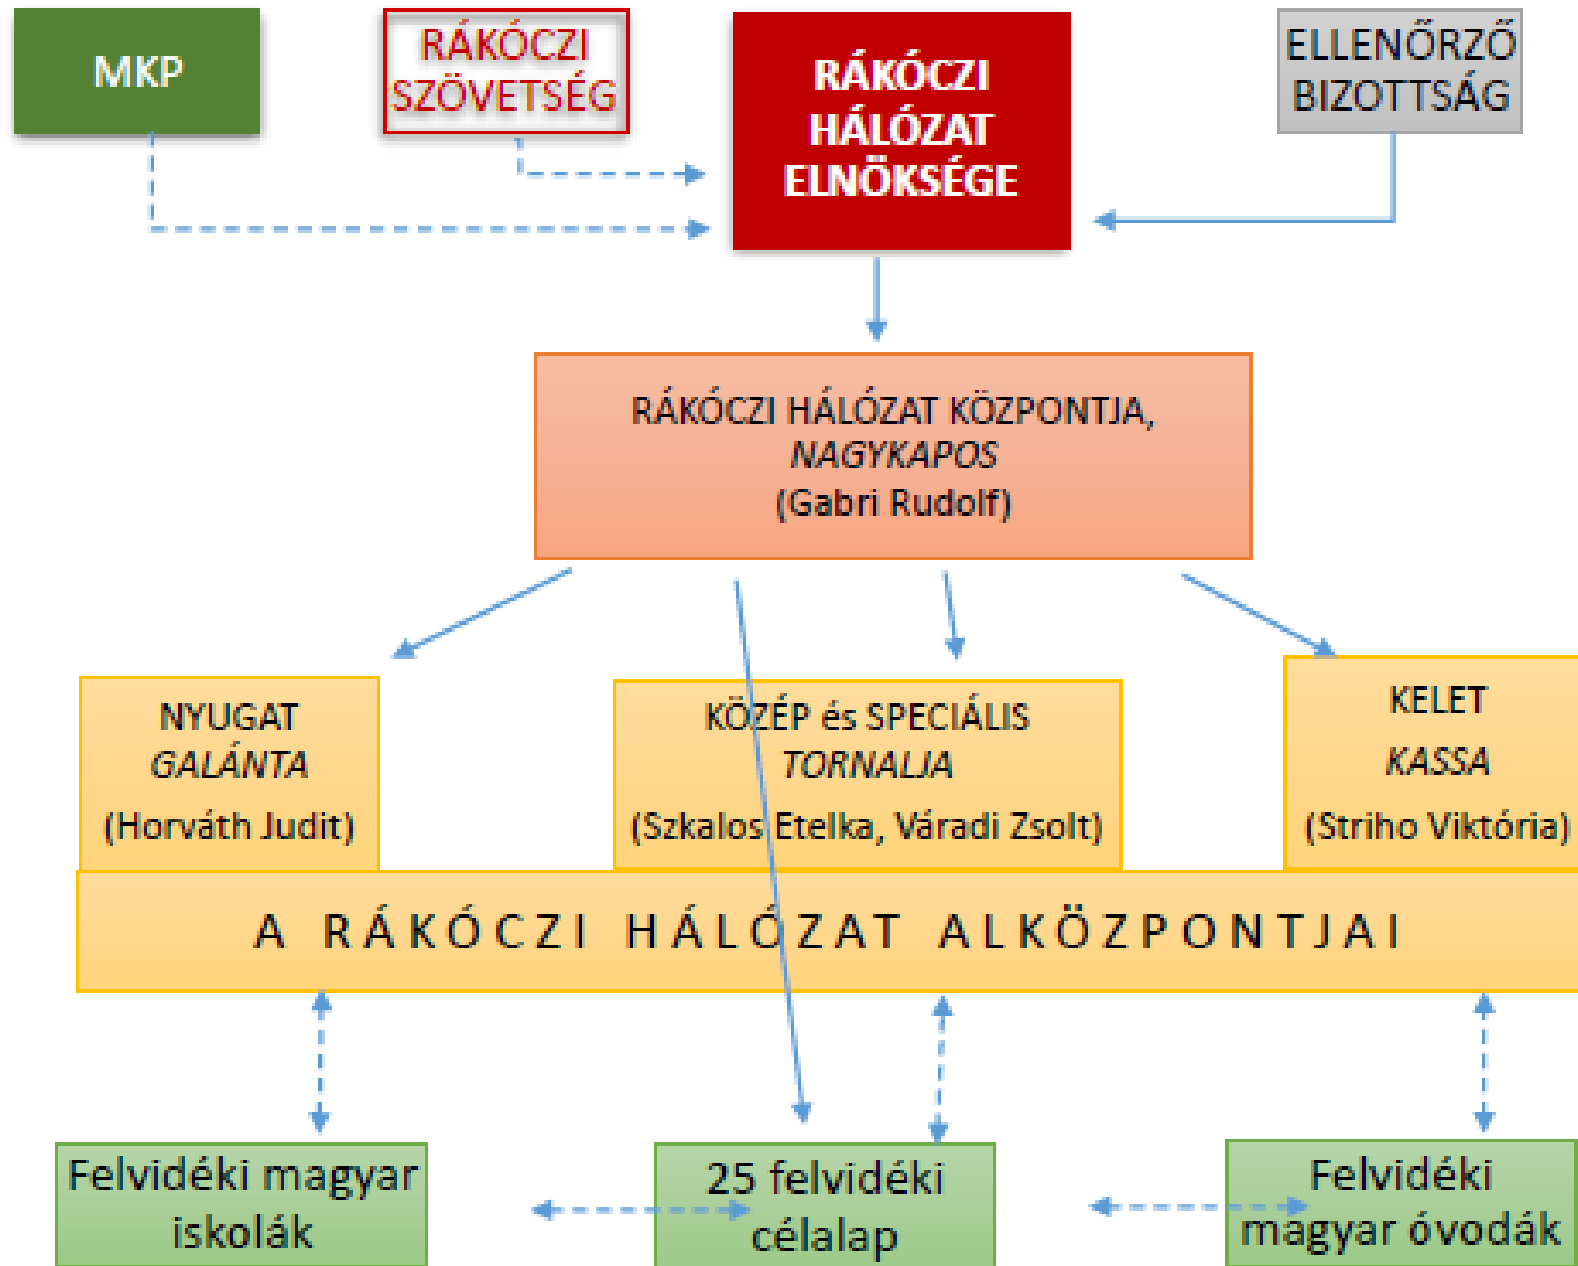 MKP
RÁKÓCZI
SZÖVETSÉG
RÁKÓCZI
HÁLÓZAT
ELNÖKSÉGE
ELLENŐRZŐ
BIZOTTSÁG
RÁKÓCZI HÁLÓZAT KÖZPONTJA,
NAGYKAPOS
(Gabri Rudolf)
NYUGAT
GALÁNTA
(Horváth Judit)
KÖZÉP és SPECIÁLIS
TORNALJA
(Szkalos Etelka, Váradi Zsolt)
KELET
KASSA
(Striho Viktória)
A RÁKÓCZI HÁLÓZAT ALKÖZPONTJAI
Felvidéki magyar
iskolák
25 felvidéki
célalap
Felvidéki
magyar óvodák